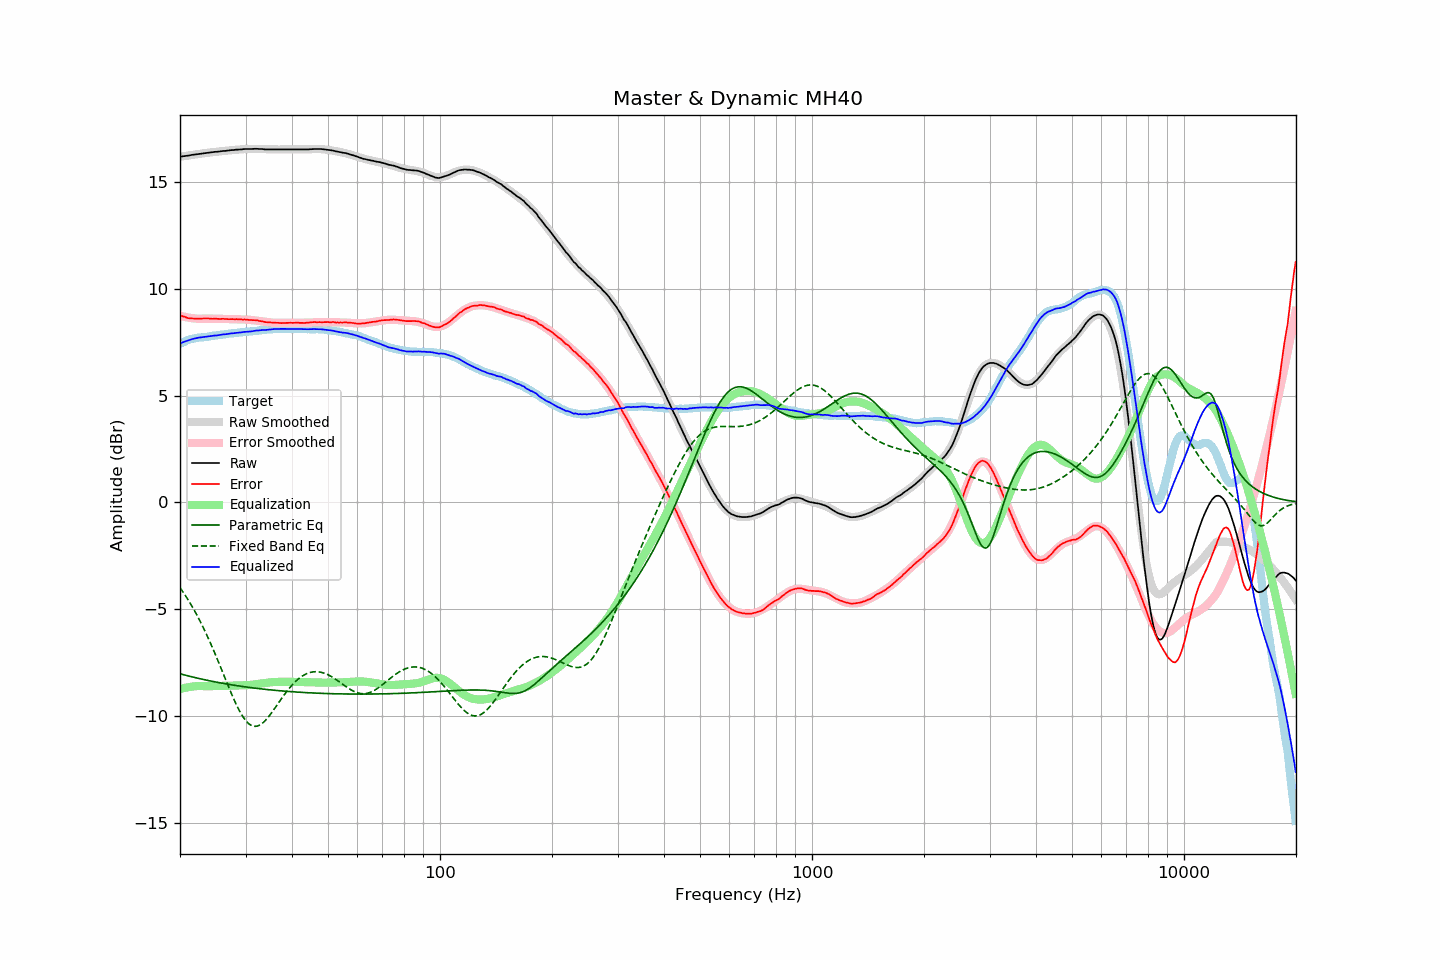 Master & Dynamic MH40
Amplitude (dBr)
15
10
5
0
−5
−10
−15
Target
Raw Smoothed
Error Smoothed
Raw
Error
Equalization
Parametric Eq
Fixed Band Eq
Equalized
100
1000
10000
Frequency (Hz)